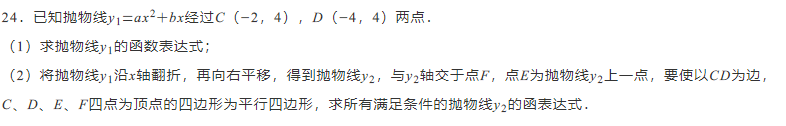 24．已知抛物线y₁=ax²+bx经过C（-2，4），D（-4，4）两点．
（1）求抛物线y₁的函数表达式；
（2）将抛物线y₁沿x轴翻折，再向右平移，得到抛物线y₂，与y₂轴交于点F，点E为抛物线y₂上一点，要使以CD为边，
C、D、E、F四点为顶点的四边形为平行四边形，求所有满足条件的抛物线y₂的函表达式．